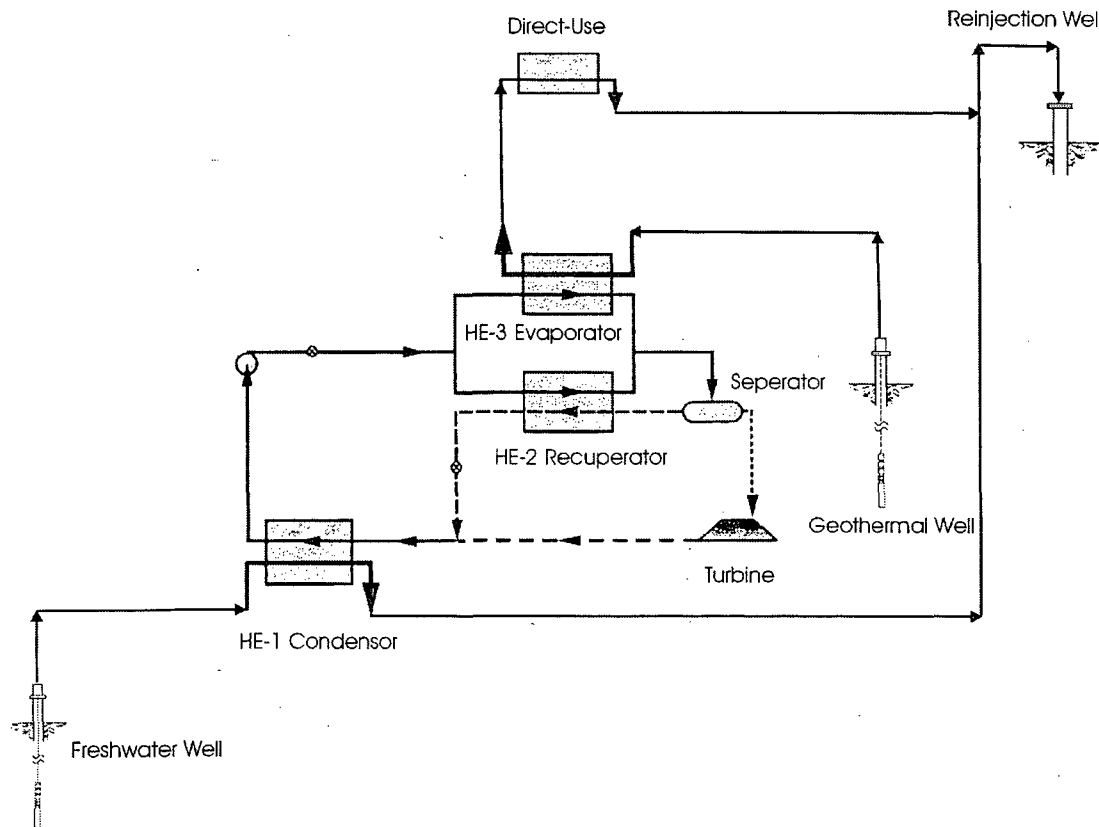 Direct-Use
Reinjection Wel
HE-3 Evaporator
Seperator
HE-2 Recuperator
Geothermal Well
Turbine
HE-1 Condensor
Freshwater Well